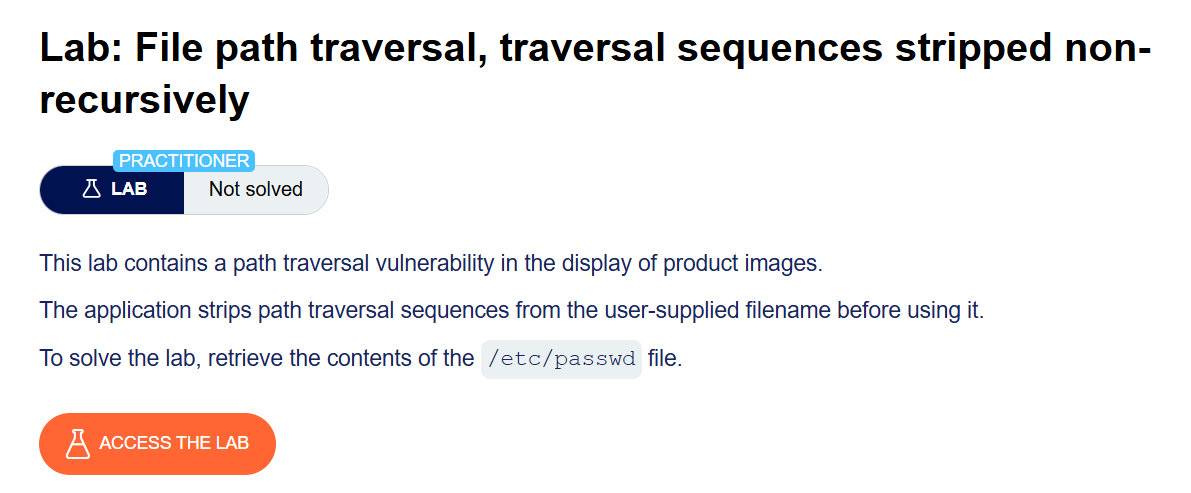 Lab: File path traversal, traversal sequences stripped non-
recursively
PRACTITIONER
LAB Not solved
This lab contains a path traversal vulnerability in the display of product images.
The application strips path traversal sequences from the user-supplied filename before using it.
To solve the lab, retrieve the contents of the /etc/passwd file.
ACCESS THE LAB